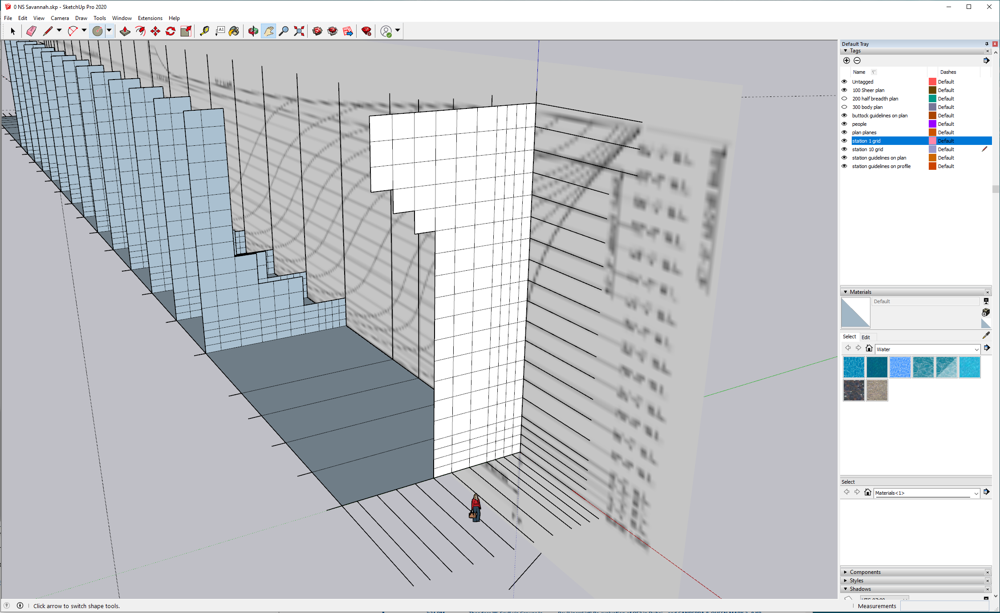 0 NS Savannah.skp - SketchUp Pro 2020
File Edit View Camera Draw Tools Window Extensions Help
A1
Default Tray
Tags
Name Dashes
Untagged Default
100 Sheer plan Default
200 half breadth plan Default
300 body plan Default
buttock guidelines on plan Default
people Default
plan planes Default
station 1 grid Default
station 10 grid Default
station guidelines on plan Default
station guidelines on profile Default
Materials
Default
Select Edit
Water
Select
Materials<1>
Components
Styles
Shadows
Click arrow to switch shape tools.
Measurements